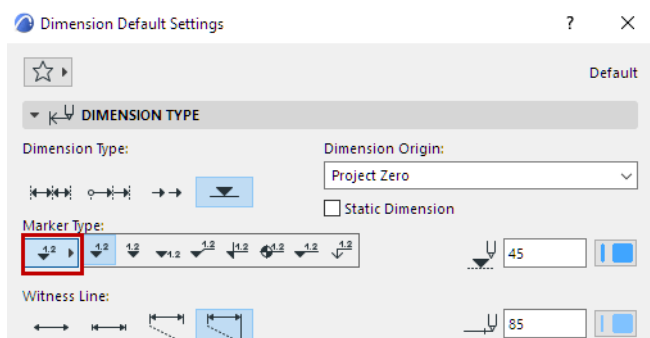 Dimension Default Settings
?
Default
DIMENSION TYPE
Dimension Type:
Dimension Origin:
Project Zero
Static Dimension
Marker Type:
1.2 1.2 1.2 1.2 1.2 1.2 1.2 1.2 1.2
45
Witness Line:
85